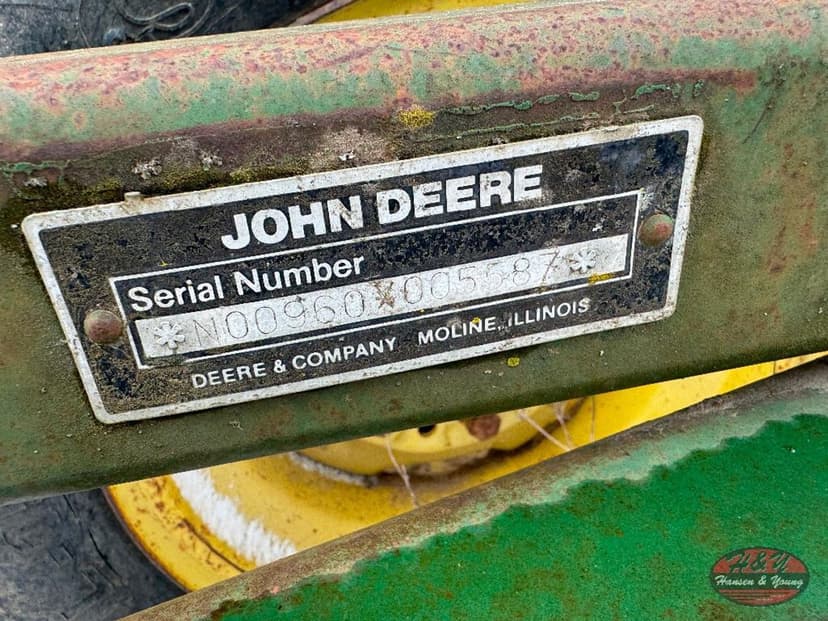 JOHN DEERE
Serial Number
*N00960X005587*
DEERE & COMPANY MOLINE, ILLINOIS
H & Y
Hansen & Young